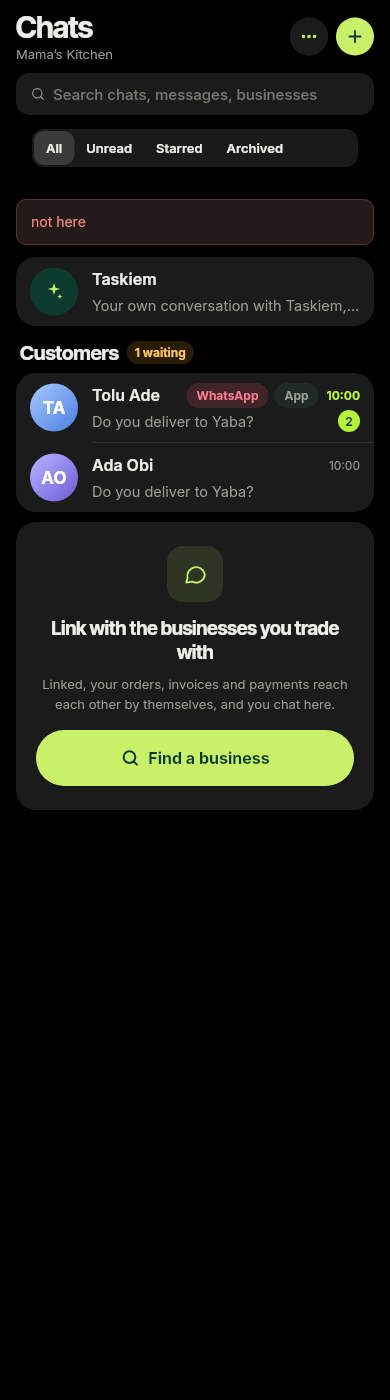 Chats
Mama's Kitchen
Search chats, messages, businesses
All Unread Starred Archived
not here
Taskiem
Your own conversation with Taskiem,...
Customers 1 waiting
TA Tolu Ade WhatsApp App 10:00
Do you deliver to Yaba? 2
AO Ada Obi 10:00
Do you deliver to Yaba?
Link with the businesses you trade
with
Linked, your orders, invoices and payments reach
each other by themselves, and you chat here.
Find a business